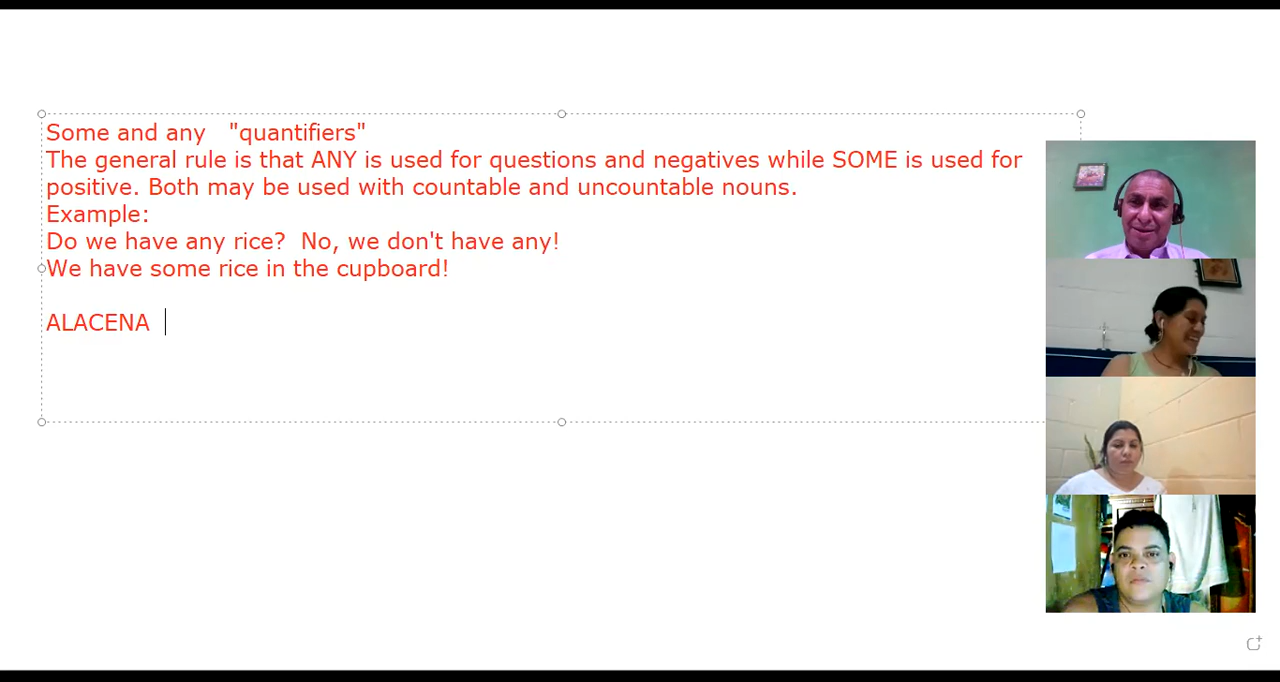 Some and any "quantifiers"
The general rule is that ANY is used for questions and negatives while SOME is used for
positive. Both may be used with countable and uncountable nouns.
Example:
Do we have any rice? No, we don't have any!
We have some rice in the cupboard!
ALACENA